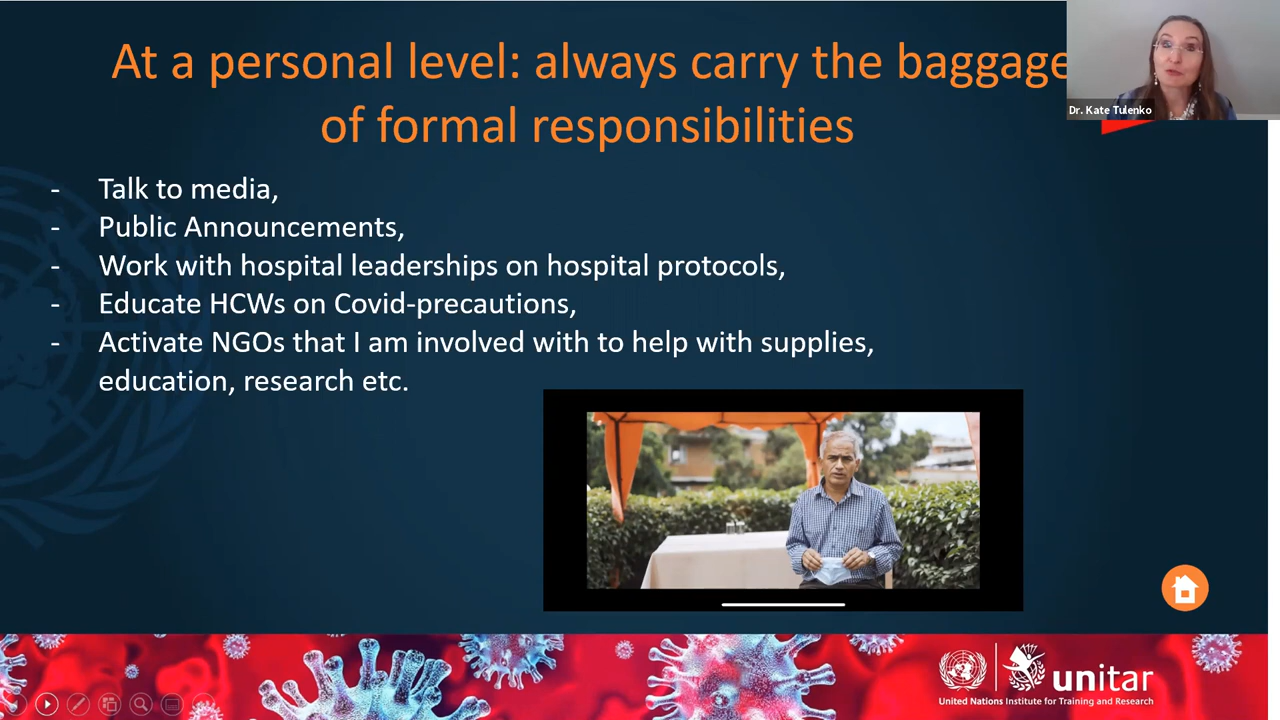 At a personal level: always carry the baggage
of formal responsibilities
Dr. Kate Tulenko
- Talk to media,
- Public Announcements,
- Work with hospital leaderships on hospital protocols,
- Educate HCWs on Covid-precautions,
- Activate NGOs that I am involved with to help with supplies,
education, research etc.
unitar
United Nations Institute for Training and Research